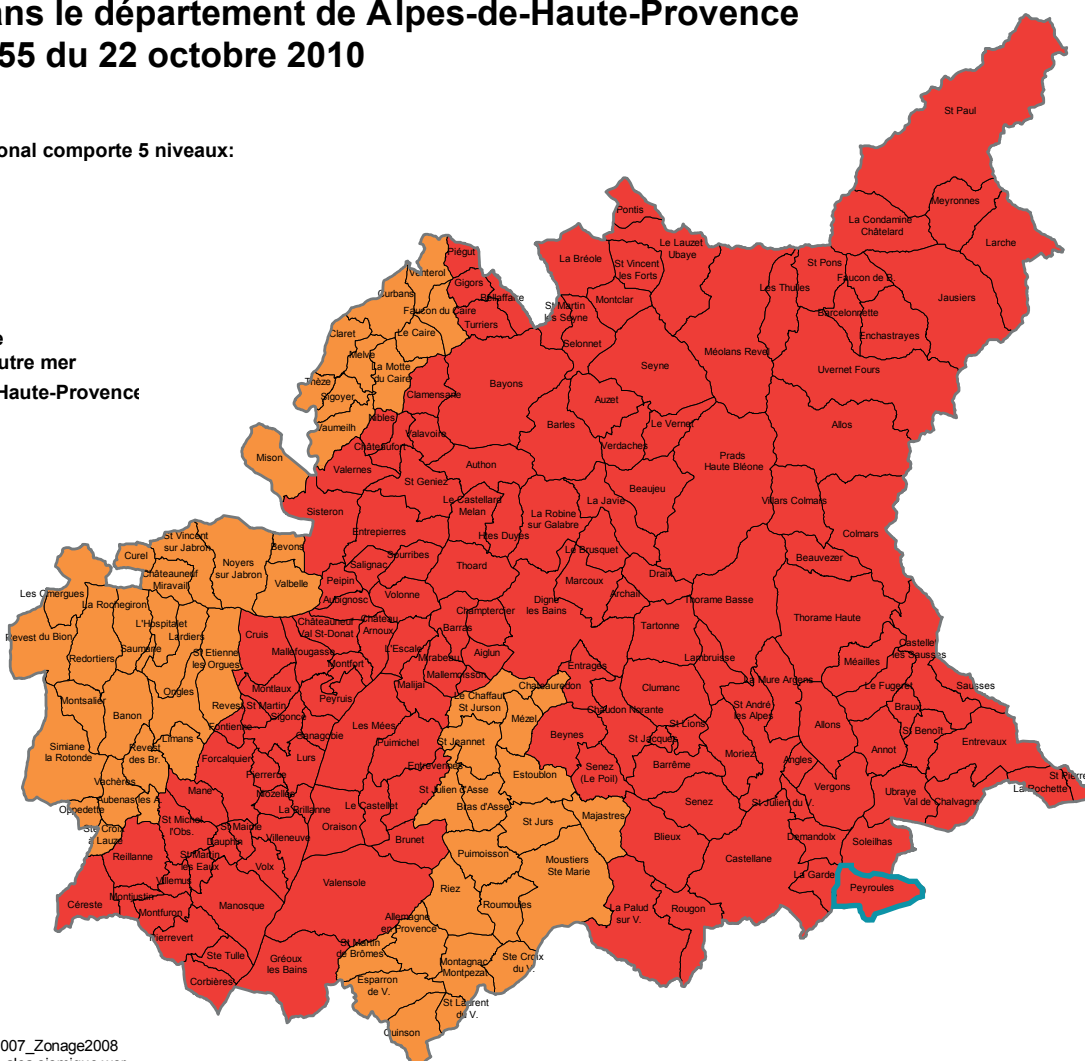 ans le département de Alpes-de-Haute-Provence
55 du 22 octobre 2010
onal comporte 5 niveaux:
utre mer
Haute-Provence
St Paul
Meyronnes
La Condamine
Châtelard
Larche
Pontis
Le Lauzet
Ubaye
La Bréole
St Vincent
les Forts
St Pons
Faucon de B.
Jausiers
Les Thuiles
Barcelonnette
Enchastrayes
Montclar
St Martin
les Seyne
Selonnet
Piégut
Venterol
Gigors
Bellaffaire
Curbans
Faucon du Caire
Turriers
Claret
Le Caire
Melve
La Motte
du Caire
Thèze
Sigoyer
Clamensane
Bayons
Seyne
Méolans Revel
Uvernet Fours
Vaumeilh
Nibles
Valavoire
Auzet
Barles
Le Vernet
Allos
Châteaufort
Verdaches
Mison
Valernes
Authon
Prads
Haute Bléone
St Geniez
Beaujeu
Sisteron
Le Castellard
Melan
La Javie
Villars Colmars
La Robine
sur Galabre
Entrepierres
Htes Duyes
Colmars
St Vincent
sur Jabron
Bevons
Curel
Noyers
sur Jabron
Sourribes
Le Brusquet
Beauvezer
Châteauneuf
Miravail
Salignac
Thoard
Draix
Valbelle
Peipin
Marcoux
Les Omergues
Volonne
Archail
La Rochegiron
Aubignosc
Digne
les Bains
Thorame Basse
L'Hospitalet
Châteauneuf
Val St-Donat
Château
Arnoux
Champtercier
Thorame Haute
Revest du Bion
Lardiers
Cruis
Barras
Tartonne
Saumane
St Etienne
les Orgues
Mallefougasse
L'Escale
Aiglun
Castellet
les Sausses
Redortiers
Montfort
Mirabeau
Entrages
Lambruisse
Méailles
Mallemoisson
La Mure Argens
Ongles
Montlaux
Malijai
Chateauredon
Clumanc
Le Fugeret
Sausses
Montsalier
Revest St Martin
Peyruis
Le Chaffaut
St Jurson
Banon
Sigonce
Mézel
Chaudon Norante
St André
les Alpes
Braux
Fontienne
Ganagobie
Les Mées
St Lions
Allons
St Benoît
Limans
Puimichel
St Jeannet
Beynes
St Jacques
Annot
Entrevaux
Simiane
la Rotonde
Revest
des Br.
Forcalquier
Lurs
Moriez
Angles
Entrevennes
Senez
(Le Poil)
Barrême
St Pierre
Vachères
Pierrerue
Estoublon
Vergons
La Rochette
Mane
Niozelles
St Julien d'Asse
Ubraye
Aubenas les A.
Val de Chalvagne
Oppedette
La Brillanne
Le Castellet
Bras d'Asse
Senez
St Julien du V.
St Michel
l'Obs.
Majastres
Ste Croix
à Lauze
St Maime
Oraison
St Jurs
Blieux
Demandolx
Dauphin
Villeneuve
Brunet
Soleilhas
Reillanne
St Martin
les Eaux
Puimoisson
Castellane
Volx
Moustiers
Ste Marie
Villemus
Valensole
La Garde
Montjustin
Riez
Peyroules
Céreste
Manosque
Roumoules
Montfuron
La Palud
sur V.
Rougon
Allemagne
en Provence
Pierrevert
St Martin
de Brômes
Ste Tulle
Gréoux
les Bains
Montagnac
Montpezat
Ste Croix
du V.
Corbières
Esparron
de V.
St Laurent
du V.
Quinson
007_Zonage2008